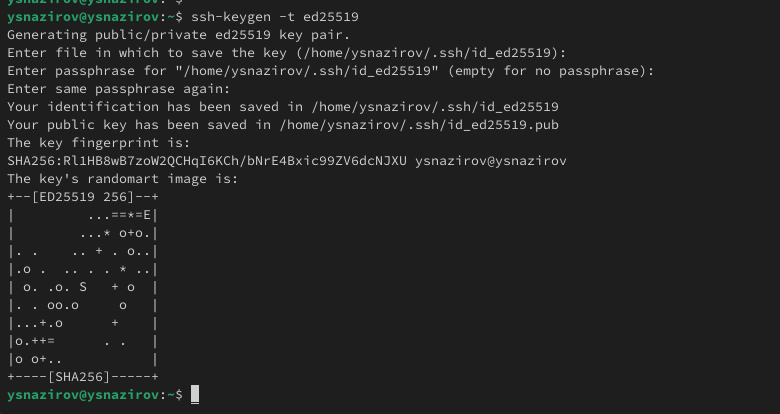 ysnazirov@ysnazirov:~$ ssh-keygen -t ed25519
Generating public/private ed25519 key pair.
Enter file in which to save the key (/home/ysnazirov/.ssh/id_ed25519):
Enter passphrase for "/home/ysnazirov/.ssh/id_ed25519" (empty for no passphrase):
Enter same passphrase again:
Your identification has been saved in /home/ysnazirov/.ssh/id_ed25519
Your public key has been saved in /home/ysnazirov/.ssh/id_ed25519.pub
The key fingerprint is:
SHA256:Rl1HB8wB7zoW2QCHqI6KCh/bNrE4Bxic99ZV6dcNJXU ysnazirov@ysnazirov
The key's randomart image is:
+--[ED25519 256]--+
|         ...==*=E|
|        ...* o+o.|
|. .    .. + . o..|
|.o .  .. . . * ..|
| o. .o. S   + o  |
|. . oo.o     o   |
|...+.o      +    |
|o.++=      . .   |
|o o+..           |
+----[SHA256]-----+
ysnazirov@ysnazirov:~$